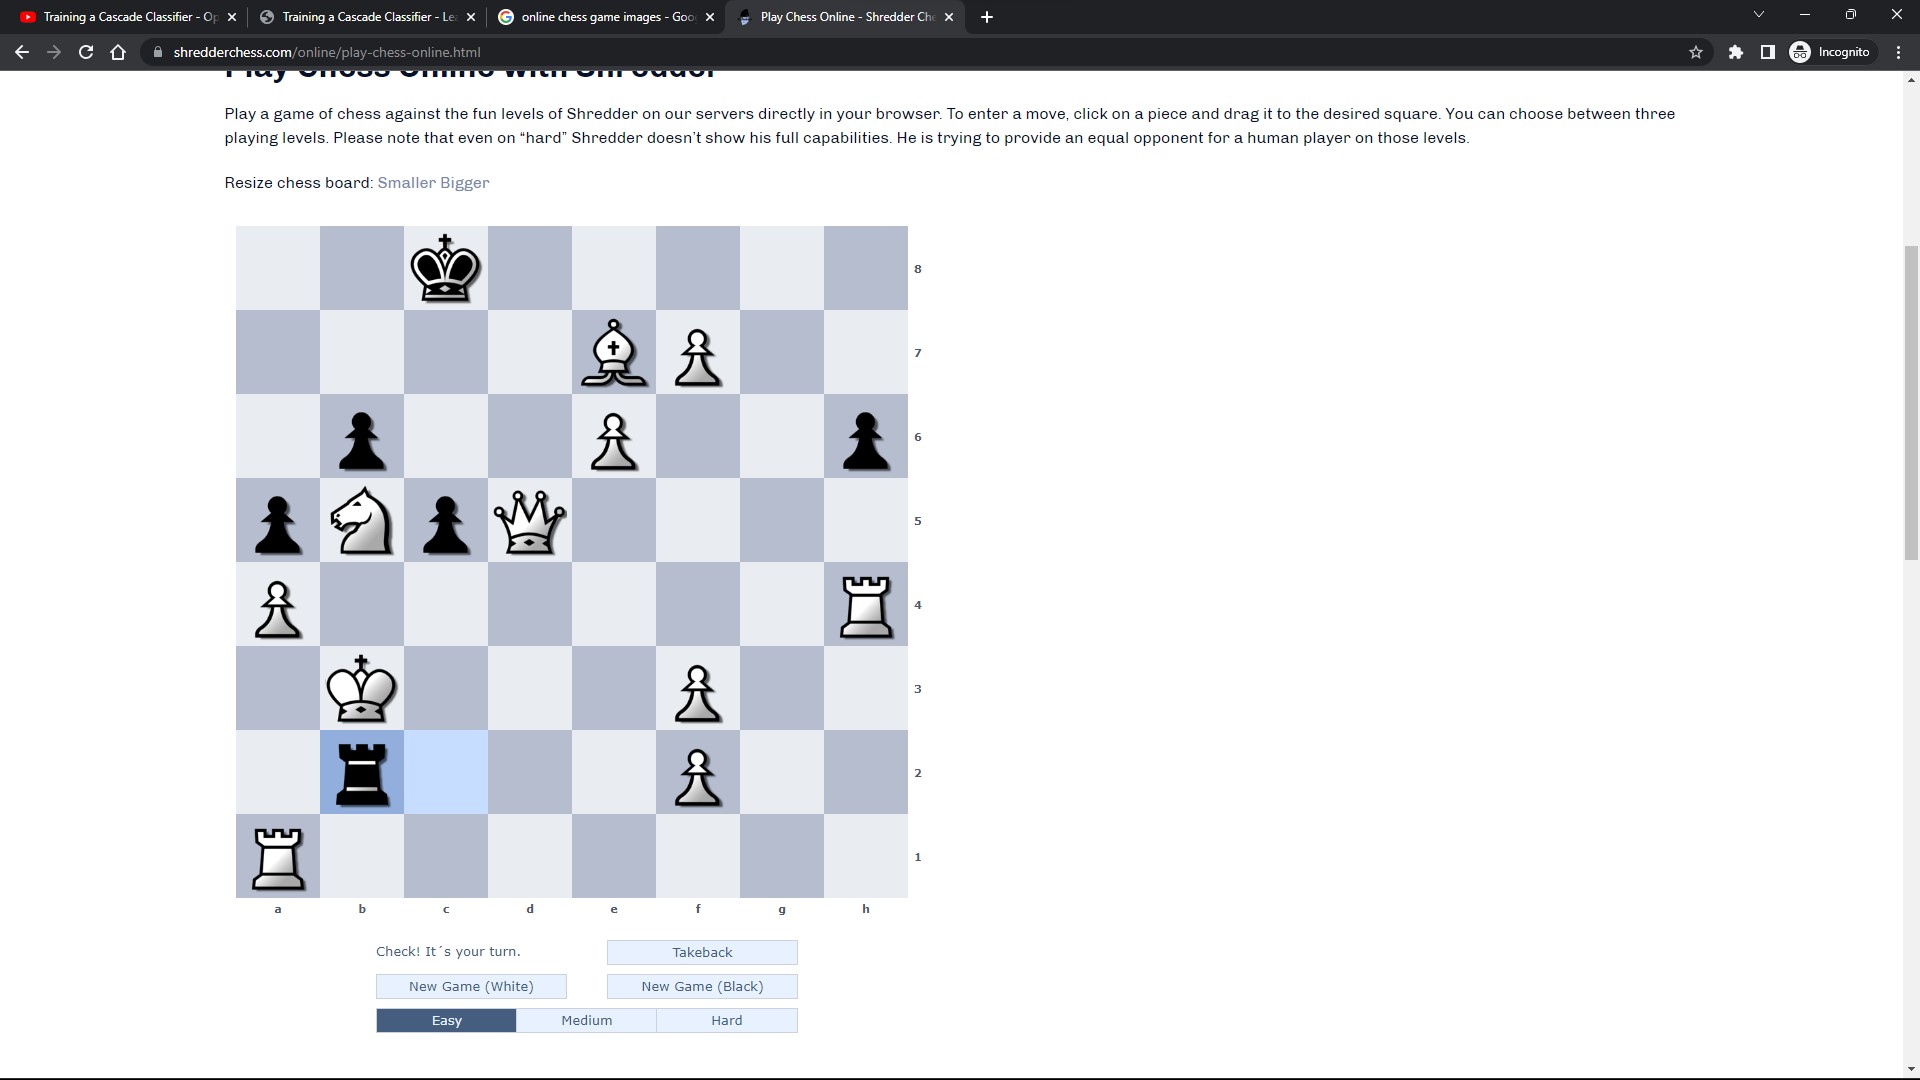 Training a Cascade Classifier - Op
Training a Cascade Classifier - Lea
online chess game images - Goo
Play Chess Online - Shredder Che
shredderchess.com/online/play-chess-online.html
Incognito
Play Chess Online with Shredder
Play a game of chess against the fun levels of Shredder on our servers directly in your browser. To enter a move, click on a piece and drag it to the desired square. You can choose between three
playing levels. Please note that even on “hard” Shredder doesn’t show his full capabilities. He is trying to provide an equal opponent for a human player on those levels.
Resize chess board: Smaller Bigger
8
7
6
5
4
3
2
1
a b c d e f g h
Check! It´s your turn.
Takeback
New Game (White)
New Game (Black)
Easy
Medium
Hard